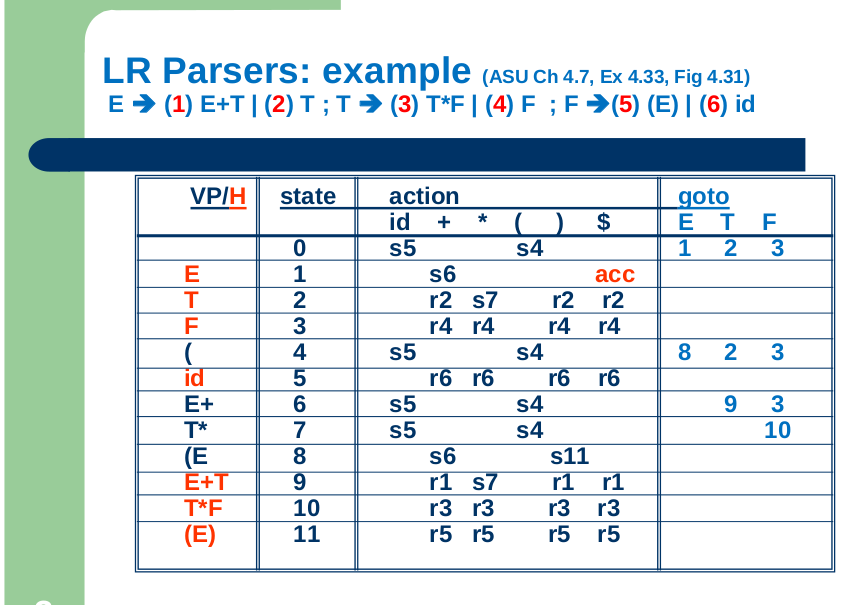 LR Parsers: example (ASU Ch 4.7, Ex 4.33, Fig 4.31)
E ➔ (1) E+T | (2) T ; T ➔ (3) T*F | (4) F ; F ➔(5) (E) | (6) id
VP/H state action goto
id + * ( ) $ E T F
0 s5 s4 1 2 3
E 1 s6 acc
T 2 r2 s7 r2 r2
F 3 r4 r4 r4 r4
( 4 s5 s4 8 2 3
id 5 r6 r6 r6 r6
E+ 6 s5 s4 9 3
T* 7 s5 s4 10
(E 8 s6 s11
E+T 9 r1 s7 r1 r1
T*F 10 r3 r3 r3 r3
(E) 11 r5 r5 r5 r5